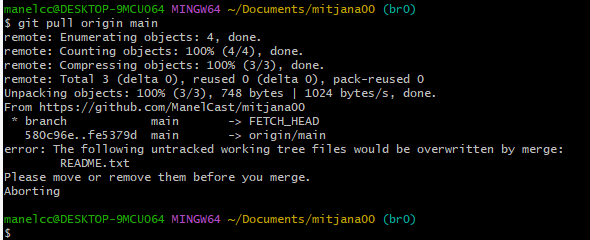 manelcc@DESKTOP-9MCUO64 MINGW64 ~/Documents/mitjana00 (br0)
$ git pull origin main
remote: Enumerating objects: 4, done.
remote: Counting objects: 100% (4/4), done.
remote: Compressing objects: 100% (3/3), done.
remote: Total 3 (delta 0), reused 0 (delta 0), pack-reused 0
Unpacking objects: 100% (3/3), 748 bytes | 1024 bytes/s, done.
From https://github.com/ManelCast/mitjana00
 * branch            main       -> FETCH_HEAD
   580c96e..fe5379d  main       -> origin/main
error: The following untracked working tree files would be overwritten by merge:
        README.txt
Please move or remove them before you merge.
Aborting
manelcc@DESKTOP-9MCUO64 MINGW64 ~/Documents/mitjana00 (br0)
$